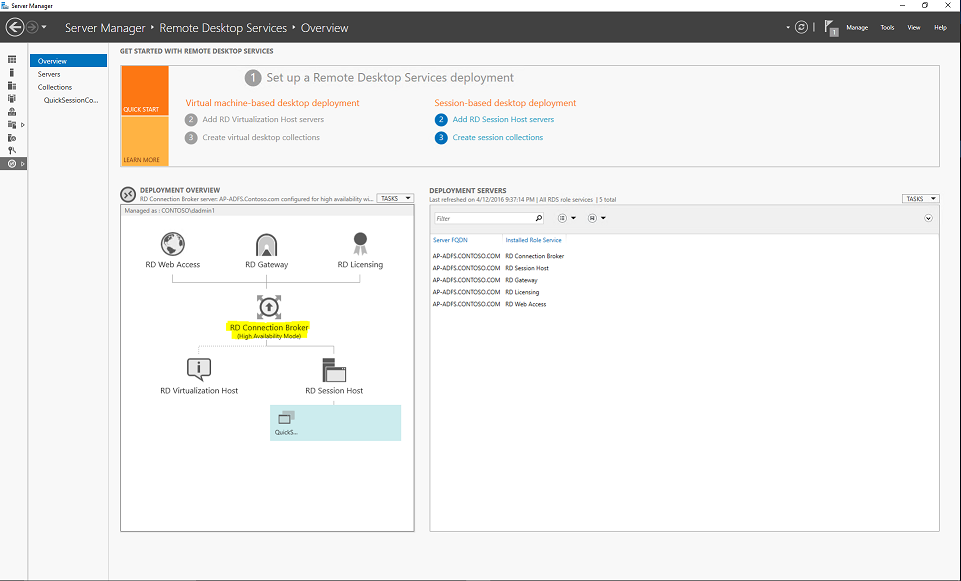 Server Manager
Server Manager • Remote Desktop Services • Overview
1
Manage
Tools
View
Help
Overview
Servers
Collections
QuickSessionCo...
GET STARTED WITH REMOTE DESKTOP SERVICES
QUICK START
LEARN MORE
1 Set up a Remote Desktop Services deployment
Virtual machine-based desktop deployment
2 Add RD Virtualization Host servers
3 Create virtual desktop collections
Session-based desktop deployment
2 Add RD Session Host servers
3 Create session collections
DEPLOYMENT OVERVIEW
RD Connection Broker server: AP-ADFS.Contoso.com configured for high availability wi...
TASKS
Managed as : CONTOSO\dadmin1
RD Web Access
RD Gateway
RD Licensing
RD Connection Broker
(High Availability Mode)
RD Virtualization Host
RD Session Host
QuickS...
DEPLOYMENT SERVERS
Last refreshed on 4/12/2016 9:37:14 PM | All RDS role services | 5 total
TASKS
Filter
Server FQDN Installed Role Service
AP-ADFS.CONTOSO.COM RD Connection Broker
AP-ADFS.CONTOSO.COM RD Session Host
AP-ADFS.CONTOSO.COM RD Gateway
AP-ADFS.CONTOSO.COM RD Licensing
AP-ADFS.CONTOSO.COM RD Web Access